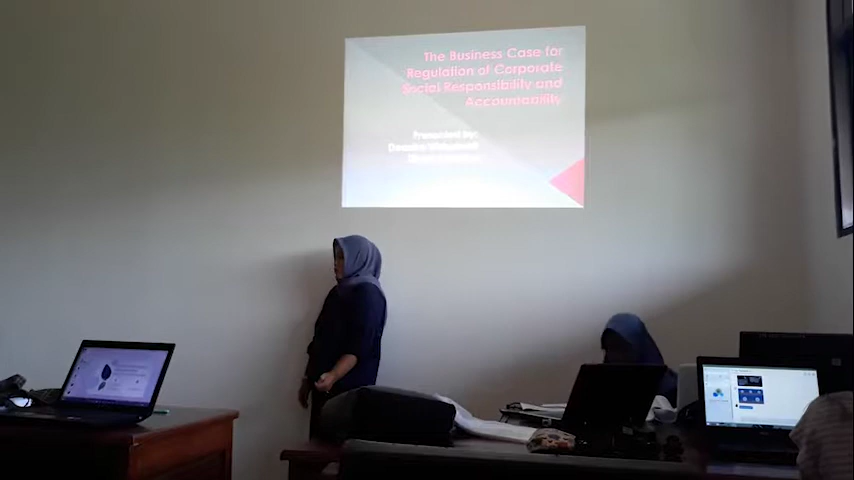 The Business Case for
Regulation of Corporate
Social Responsibility and
Accountability
Presented by: